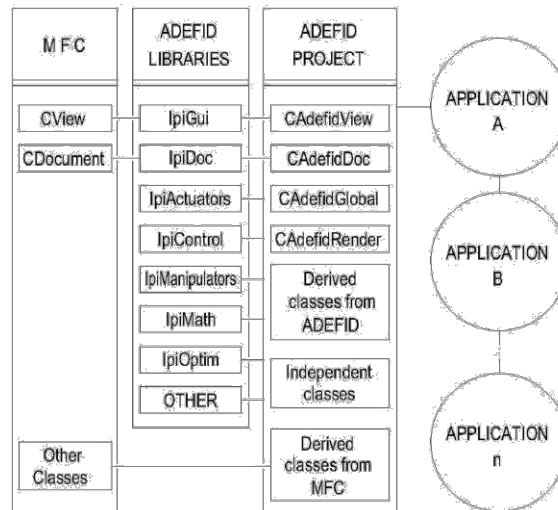 M F C
ADEFID
LIBRARIES
ADEFID
PROJECT
CView
CDocument
Other
Classes
IpiGui
IpiDoc
IpiActuators
IpiControl
IpiManipulators
IpiMath
IpiOptim
OTHER
CAdefidView
CAdefidDoc
CAdefidGlobal
CAdefidRender
Derived
classes from
ADEFID
Independent
classes
Derived
classes from
MFC
APPLICATION
A
APPLICATION
B
APPLICATION
n